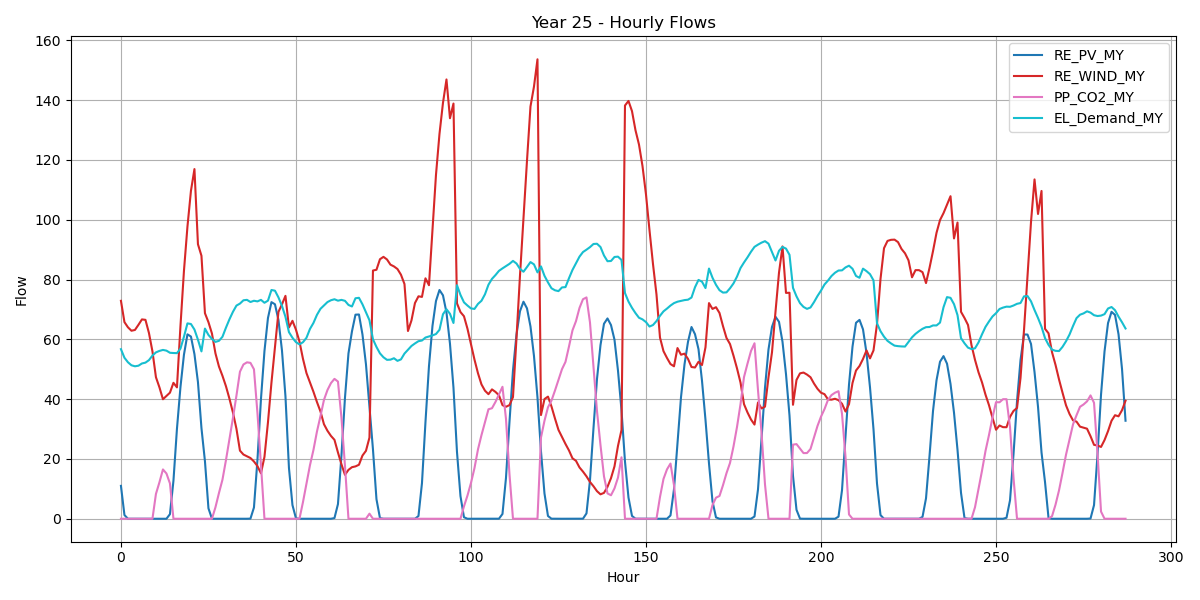 Year 25 - Hourly Flows
160
140
120
100
80
60
40
20
0
Flow
0 50 100 150 200 250 300
Hour
RE_PV_MY
RE_WIND_MY
PP_CO2_MY
EL_Demand_MY